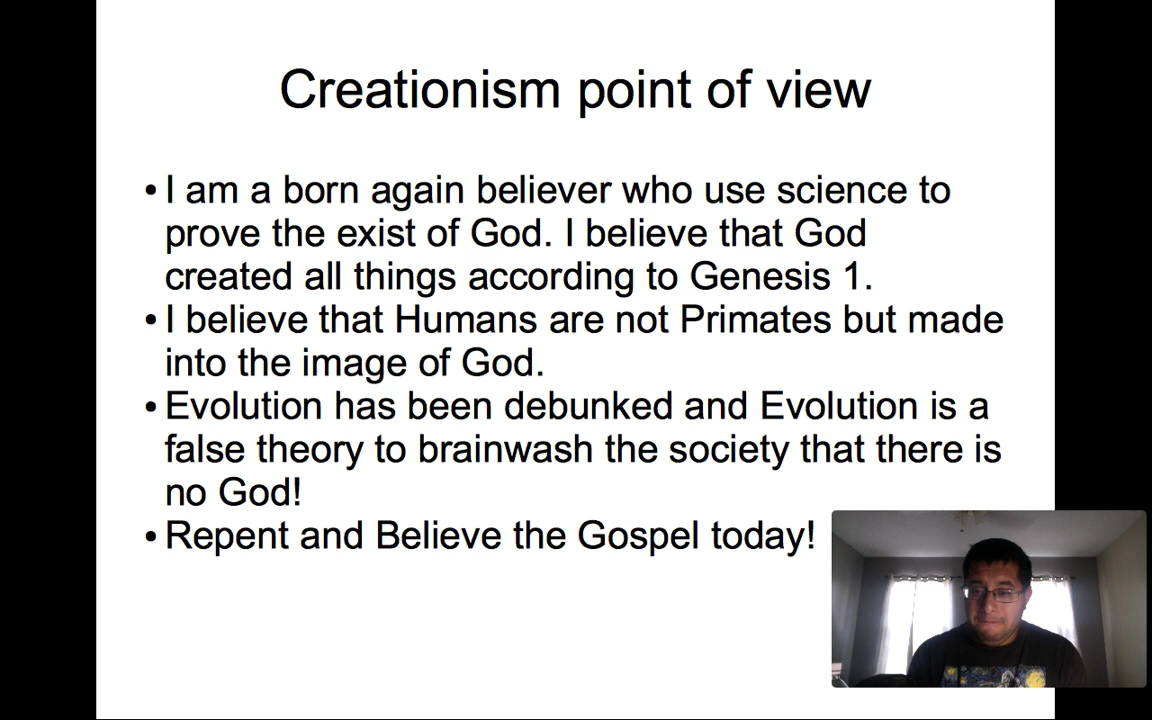 Creationism point of view
• I am a born again believer who use science to
prove the exist of God. I believe that God
created all things according to Genesis 1.
• I believe that Humans are not Primates but made
into the image of God.
• Evolution has been debunked and Evolution is a
false theory to brainwash the society that there is
no God!
• Repent and Believe the Gospel today!